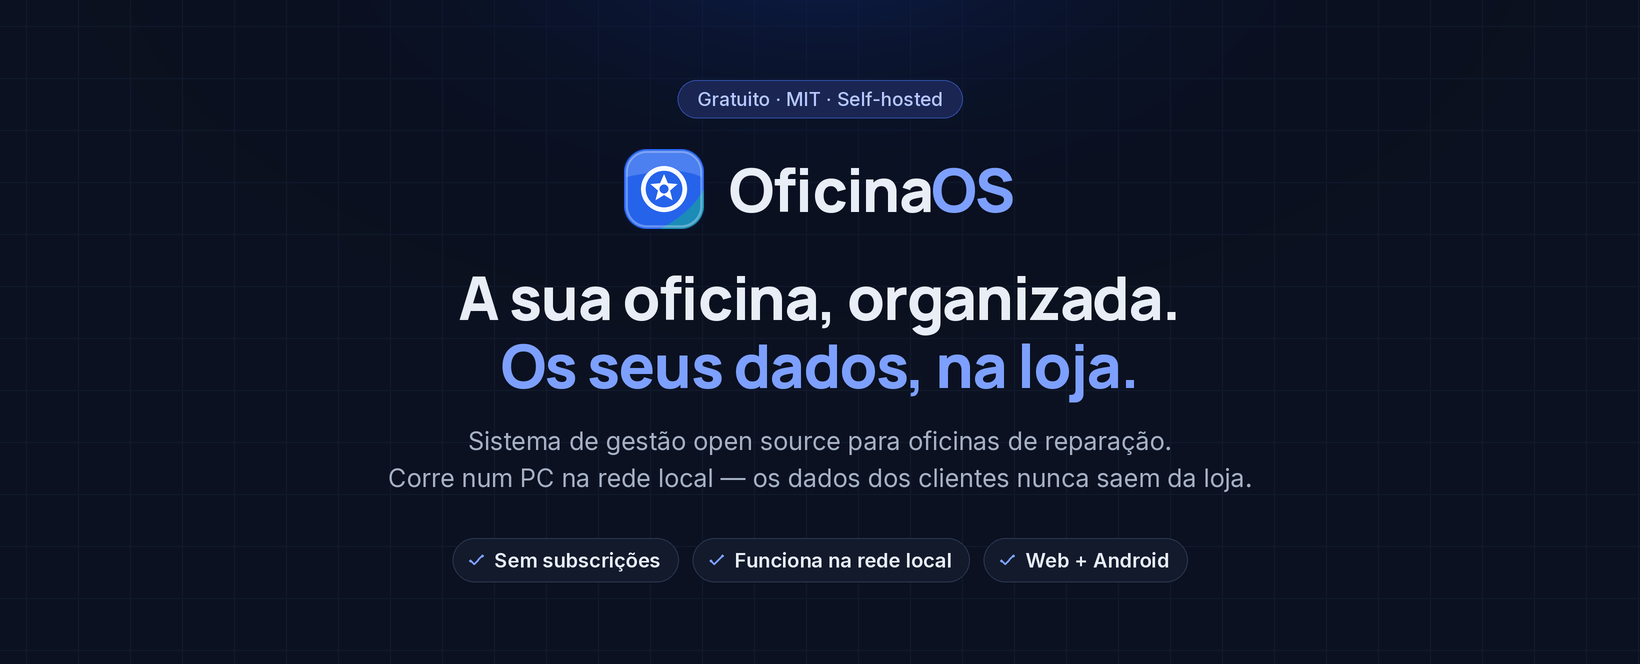 Gratuito · MIT · Self-hosted
OficinaOS
A sua oficina, organizada.
Os seus dados, na loja.
Sistema de gestão open source para oficinas de reparação.
Corre num PC na rede local — os dados dos clientes nunca saem da loja.
Sem subscrições
Funciona na rede local
Web + Android